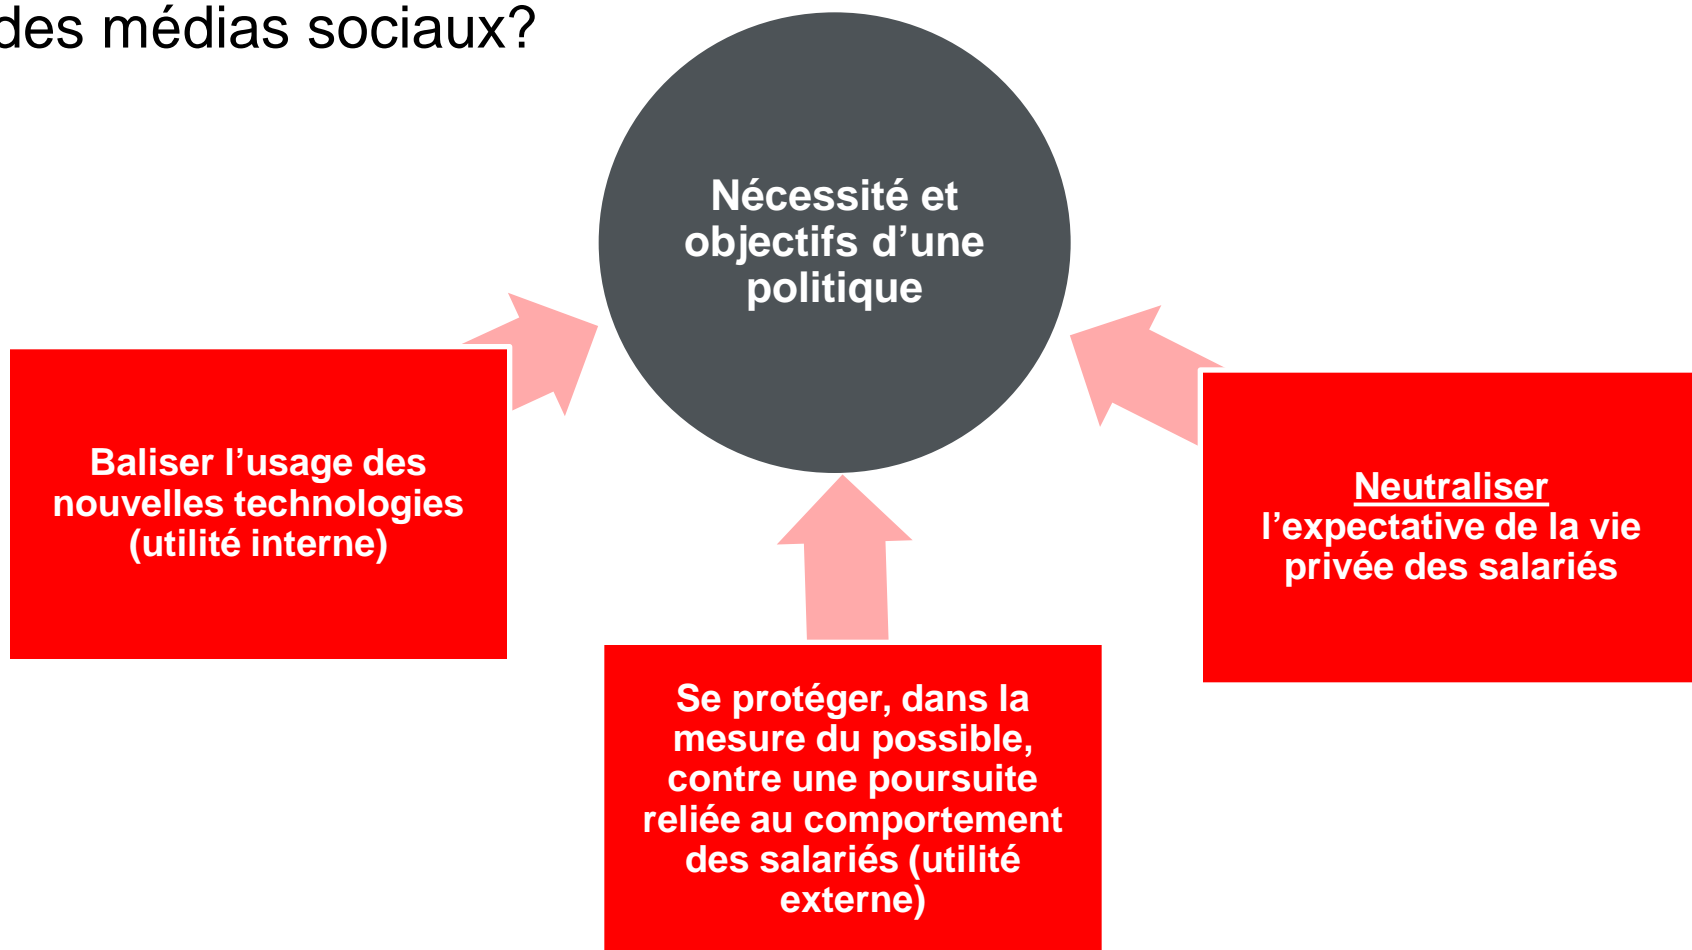 des médias sociaux?
Nécessité et
objectifs d’une
politique
Baliser l’usage des
nouvelles technologies
(utilité interne)
Se protéger, dans la
mesure du possible,
contre une poursuite
reliée au comportement
des salariés (utilité
externe)
Neutraliser
l’expectative de la vie
privée des salariés